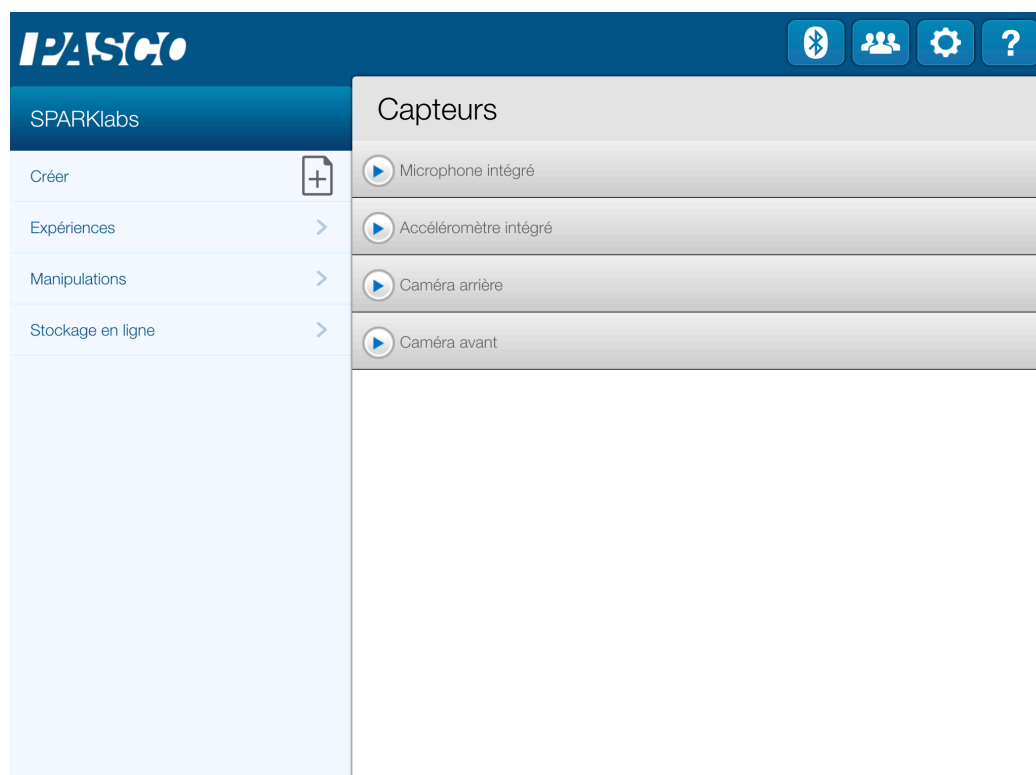 PASCO
?
SPARKlabs
Créer
Expériences
Manipulations
Stockage en ligne
Capteurs
Microphone intégré
Accéléromètre intégré
Caméra arrière
Caméra avant